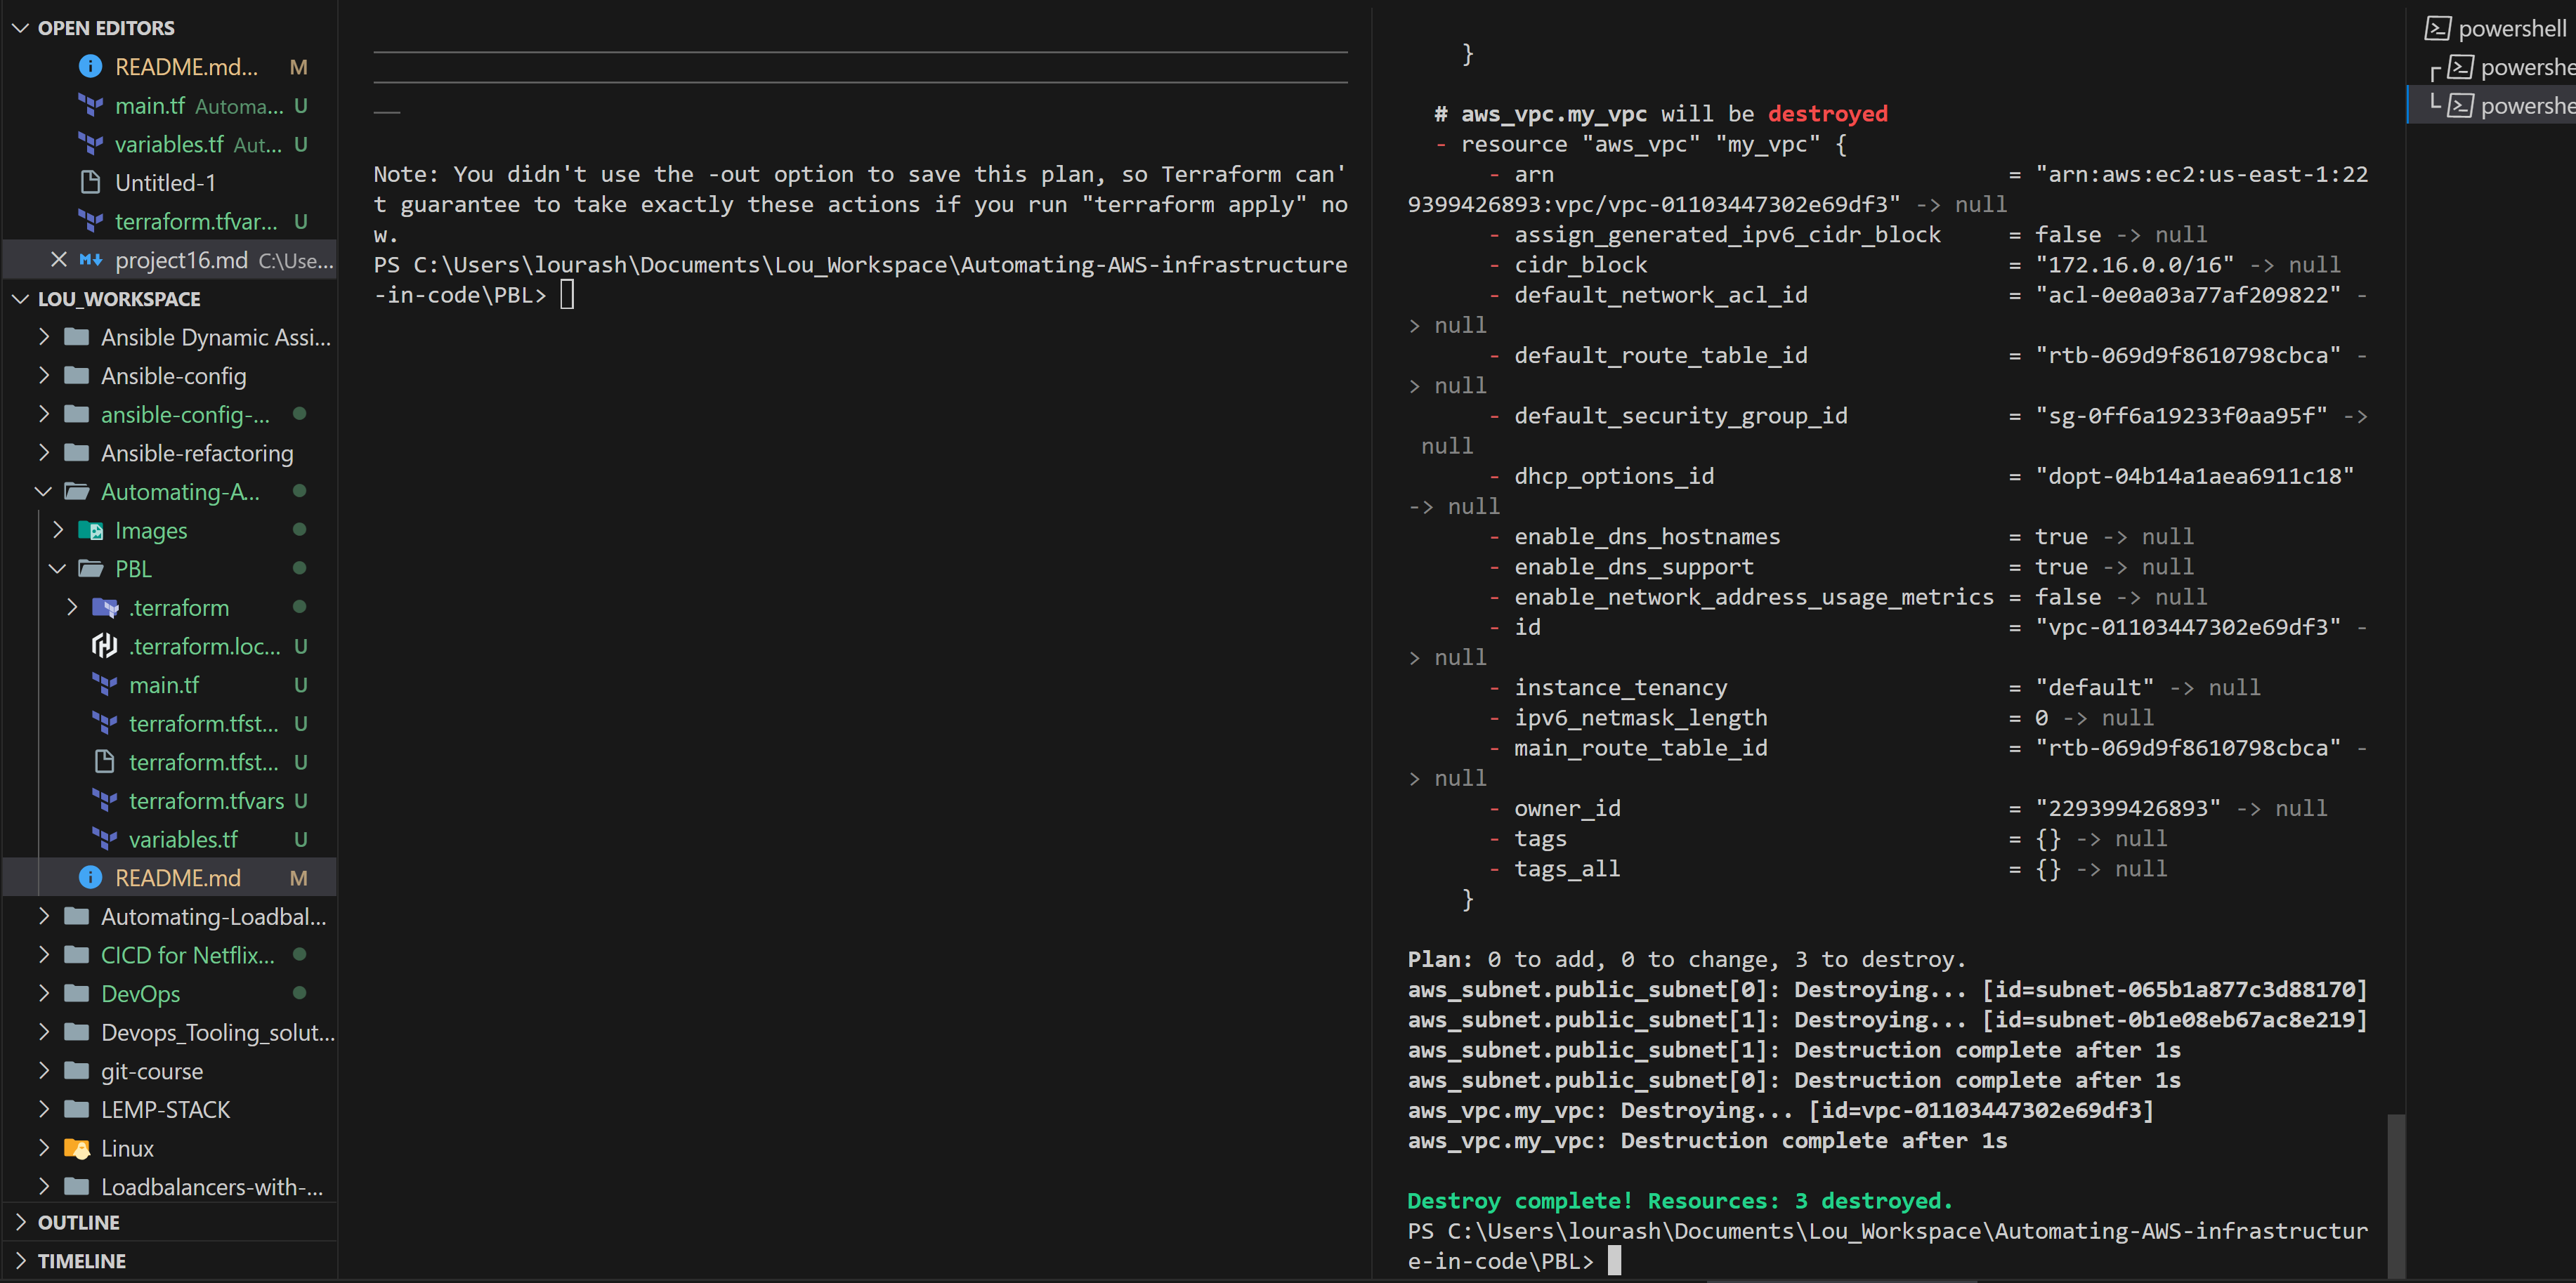 OPEN EDITORS
README.md... M
main.tf Automa... U
variables.tf Aut... U
Untitled-1
terraform.tfvar... U
project16.md C:\Use...
LOU_WORKSPACE
Ansible Dynamic Assi...
Ansible-config
ansible-config-...
Ansible-refactoring
Automating-A...
Images
PBL
.terraform
.terraform.loc... U
main.tf U
terraform.tfst... U
terraform.tfst... U
terraform.tfvars U
variables.tf U
README.md M
Automating-Loadbal...
CICD for Netflix...
DevOps
Devops_Tooling_solut...
git-course
LEMP-STACK
Linux
Loadbalancers-with-...
OUTLINE
TIMELINE
Note: You didn't use the -out option to save this plan, so Terraform can'
t guarantee to take exactly these actions if you run "terraform apply" no
w.
PS C:\Users\lourash\Documents\Lou_Workspace\Automating-AWS-infrastructure
-in-code\PBL>
}
# aws_vpc.my_vpc will be destroyed
- resource "aws_vpc" "my_vpc" {
- arn = "arn:aws:ec2:us-east-1:22
9399426893:vpc/vpc-01103447302e69df3" -> null
- assign_generated_ipv6_cidr_block = false -> null
- cidr_block = "172.16.0.0/16" -> null
- default_network_acl_id = "acl-0e0a03a77af209822" -
> null
- default_route_table_id = "rtb-069d9f8610798cbca" -
> null
- default_security_group_id = "sg-0ff6a19233f0aa95f" ->
null
- dhcp_options_id = "dopt-04b14a1aea6911c18"
-> null
- enable_dns_hostnames = true -> null
- enable_dns_support = true -> null
- enable_network_address_usage_metrics = false -> null
- id = "vpc-01103447302e69df3" -
> null
- instance_tenancy = "default" -> null
- ipv6_netmask_length = 0 -> null
- main_route_table_id = "rtb-069d9f8610798cbca" -
> null
- owner_id = "229399426893" -> null
- tags = {} -> null
- tags_all = {} -> null
}
Plan: 0 to add, 0 to change, 3 to destroy.
aws_subnet.public_subnet[0]: Destroying... [id=subnet-065b1a877c3d88170]
aws_subnet.public_subnet[1]: Destroying... [id=subnet-0b1e08eb67ac8e219]
aws_subnet.public_subnet[1]: Destruction complete after 1s
aws_subnet.public_subnet[0]: Destruction complete after 1s
aws_vpc.my_vpc: Destroying... [id=vpc-01103447302e69df3]
aws_vpc.my_vpc: Destruction complete after 1s
Destroy complete! Resources: 3 destroyed.
PS C:\Users\lourash\Documents\Lou_Workspace\Automating-AWS-infrastructur
e-in-code\PBL>
powershell
powershe
powershe